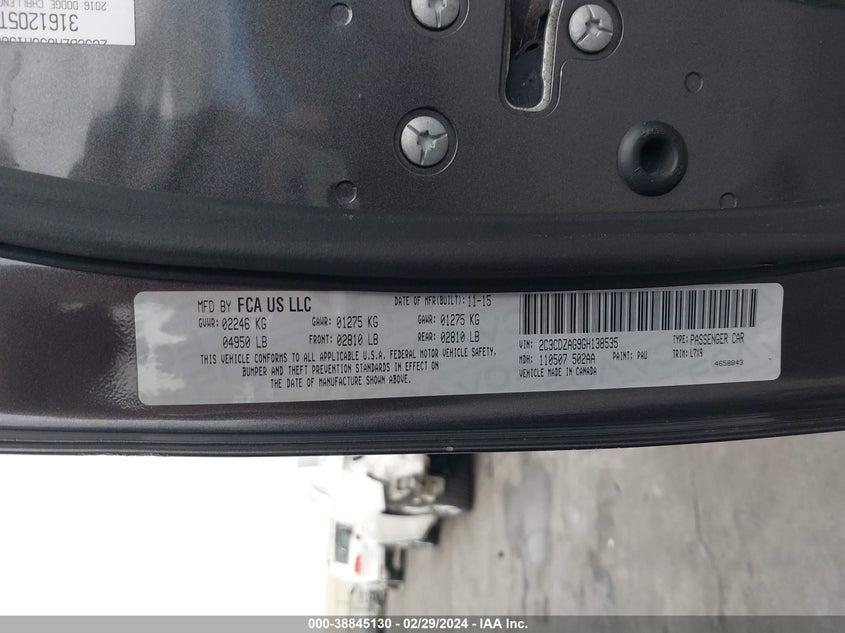 2016 DODGE CHALLEN
3161205T
MFD BY FCA US LLC
DATE OF MFR(BUILT): 11-15
GVWR: 02246 KG GAWR: 01275 KG GAWR: 01275 KG
04950 LB FRONT: 02810 LB REAR: 02810 LB
THIS VEHICLE CONFORMS TO ALL APPLICABLE U.S.A. FEDERAL MOTOR VEHICLE SAFETY,
BUMPER AND THEFT PREVENTION STANDARDS IN EFFECT ON
THE DATE OF MANUFACTURE SHOWN ABOVE.
VIN: 2C3CDZAG9GH138535 TYPE: PASSENGER CAR
MDH: 110507 502AA PAINT: PAU TRIM: L7X9
VEHICLE MADE IN CANADA 4658843
000-38845130 - 02/29/2024 - IAA Inc.